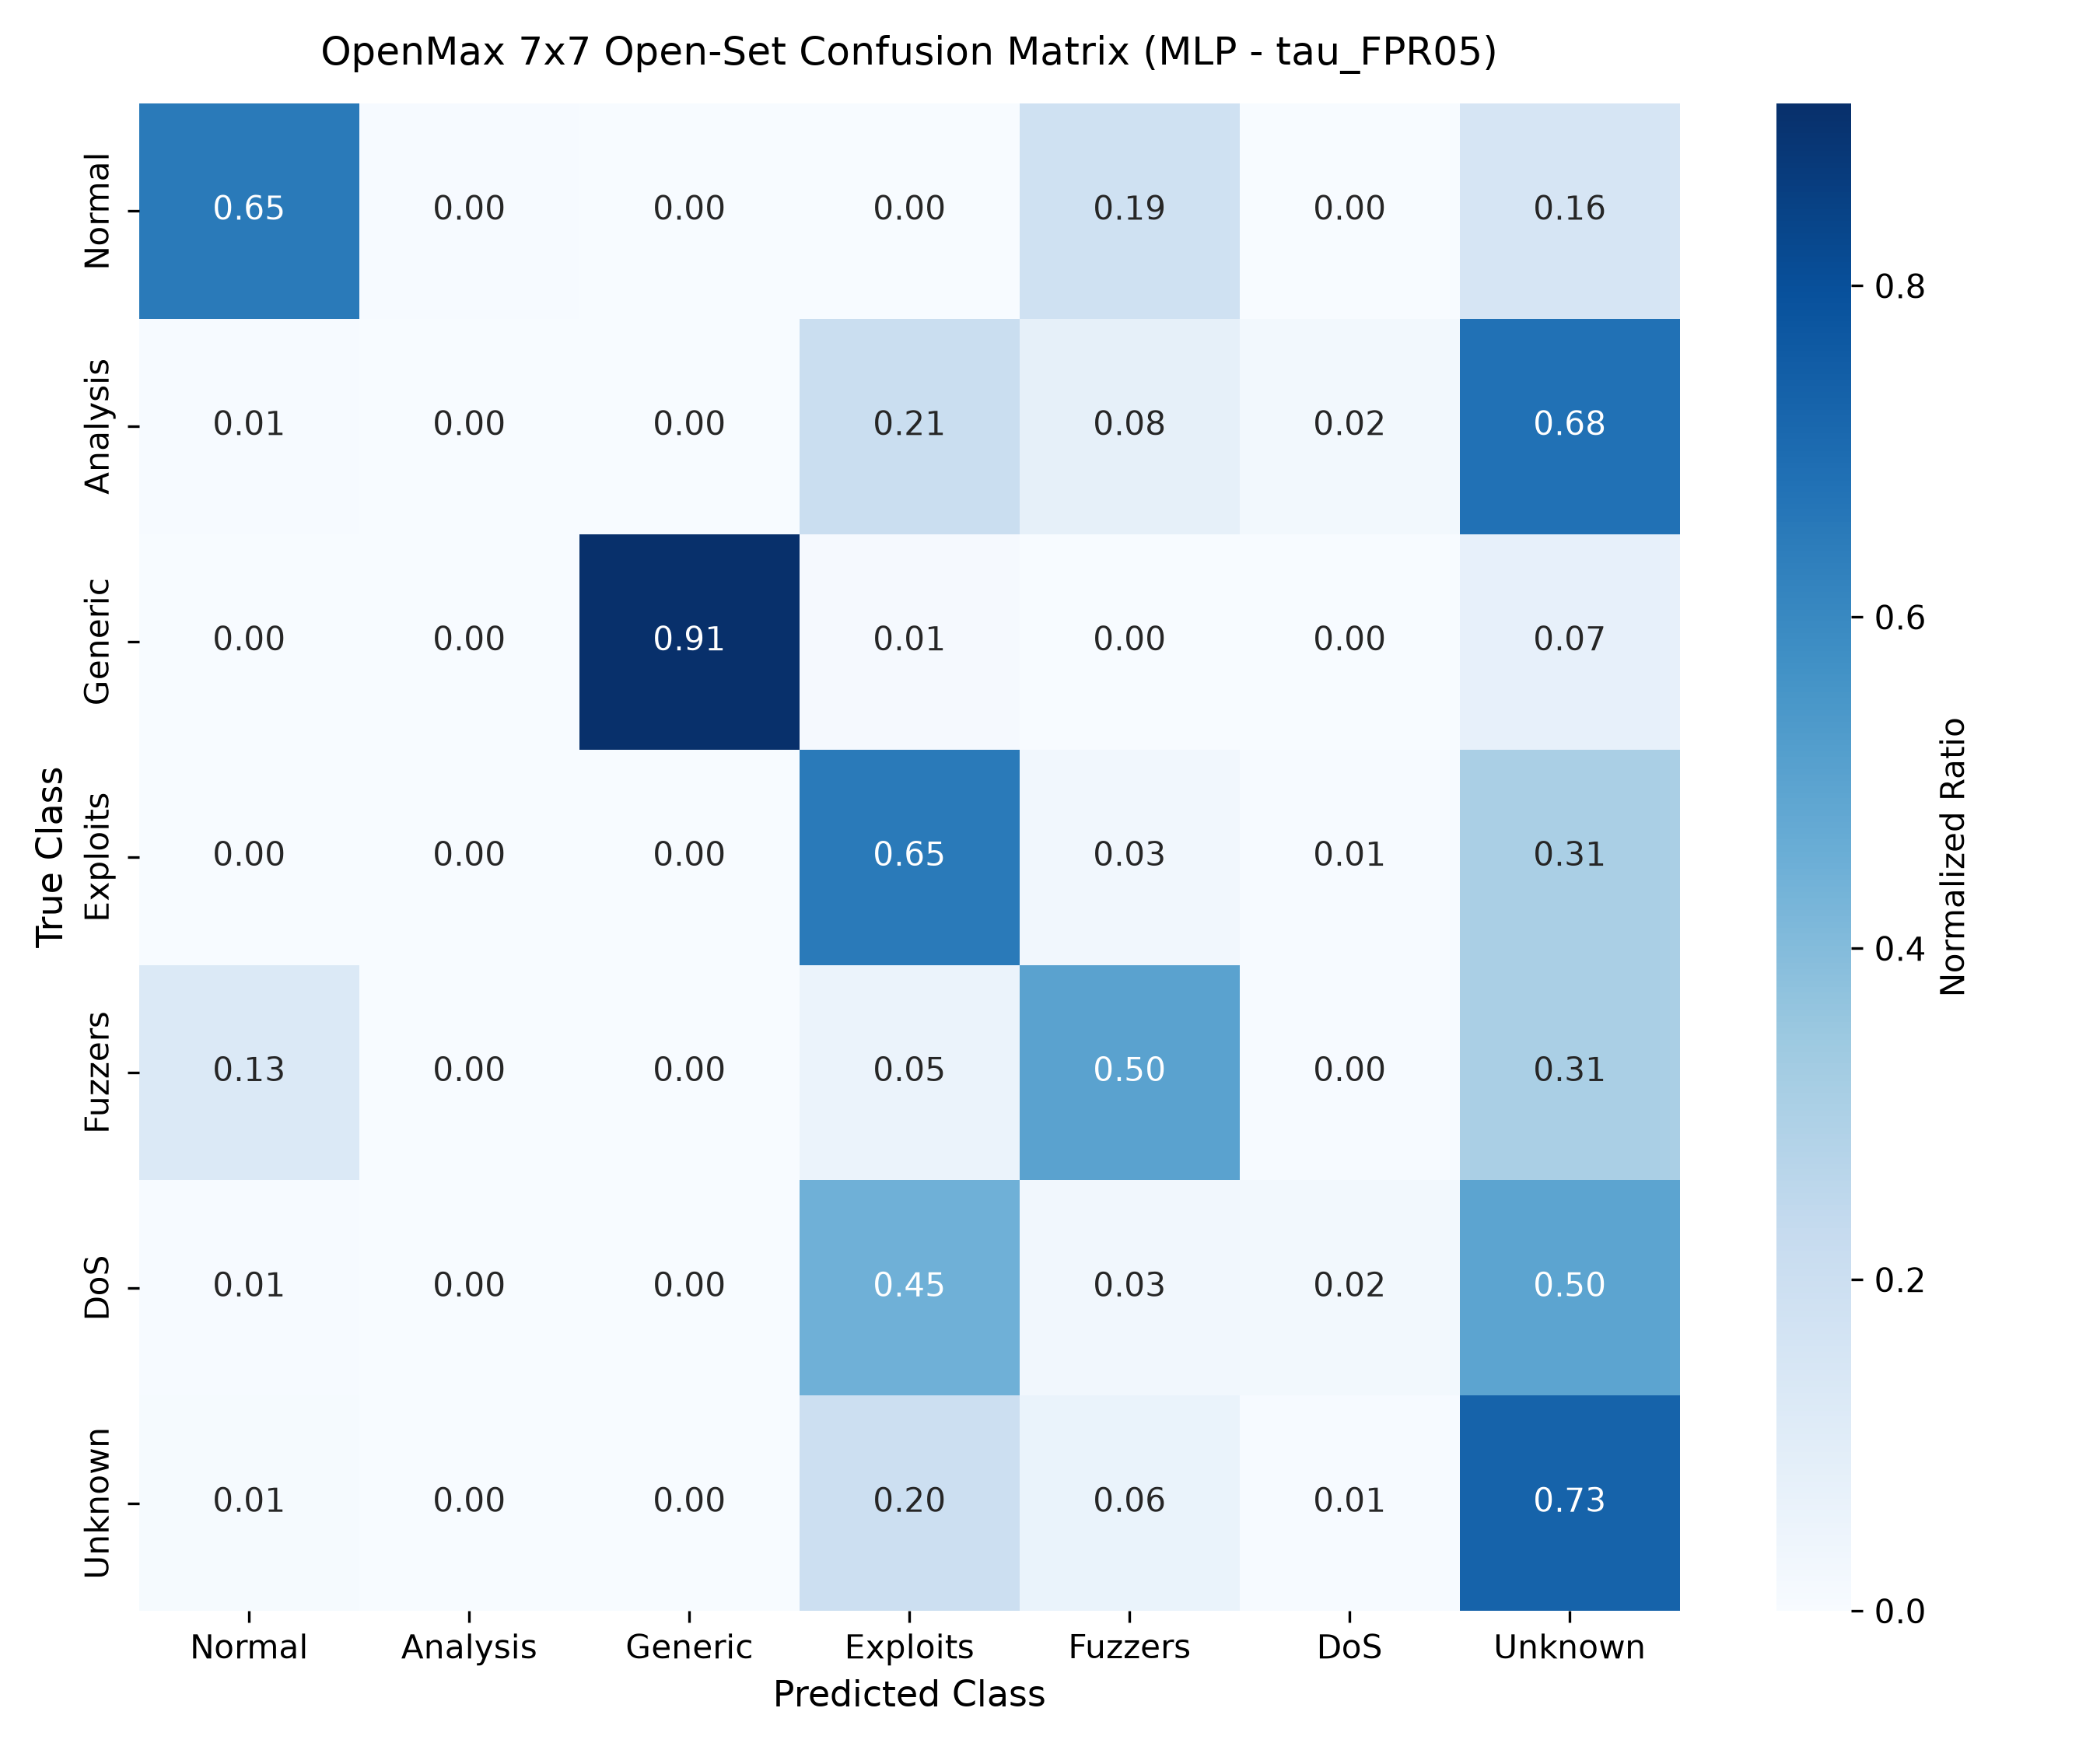 OpenMax 7x7 Open-Set Confusion Matrix (MLP - tau_FPR05)
True Class
Normal 0.65 0.00 0.00 0.00 0.19 0.00 0.16
Analysis 0.01 0.00 0.00 0.21 0.08 0.02 0.68
Generic 0.00 0.00 0.91 0.01 0.00 0.00 0.07
Exploits 0.00 0.00 0.00 0.65 0.03 0.01 0.31
Fuzzers 0.13 0.00 0.00 0.05 0.50 0.00 0.31
DoS 0.01 0.00 0.00 0.45 0.03 0.02 0.50
Unknown 0.01 0.00 0.00 0.20 0.06 0.01 0.73
Normal Analysis Generic Exploits Fuzzers DoS Unknown
Predicted Class
0.8
0.6
0.4
0.2
0.0
Normalized Ratio